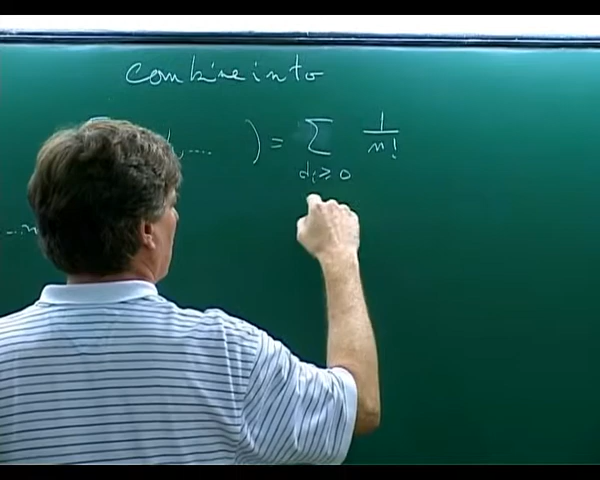 combine into
, .... ) = ∑ 1/n!
di ≥ 0